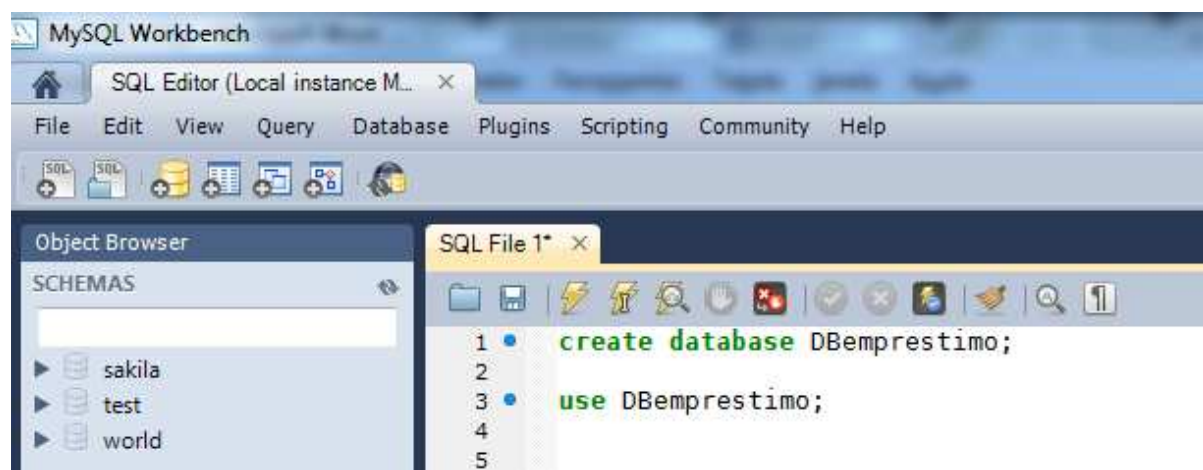 MySQL Workbench
SQL Editor (Local instance M...
File Edit View Query Database Plugins Scripting Community Help
Object Browser
SCHEMAS
sakila
test
world
SQL File 1*
1 create database DBemprestimo;
2
3 use DBemprestimo;
4
5